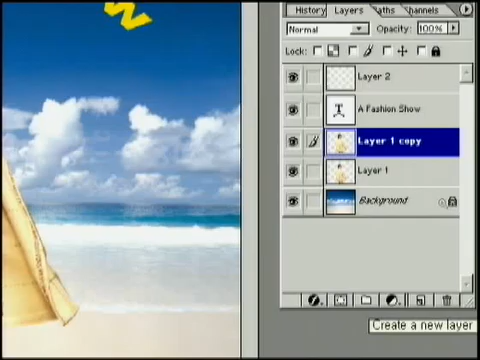 W
History Layers aths hannels
Normal Opacity: 100%
Lock:
Layer 2
T A Fashion Show
Layer 1 copy
Layer 1
Background
Create a new layer